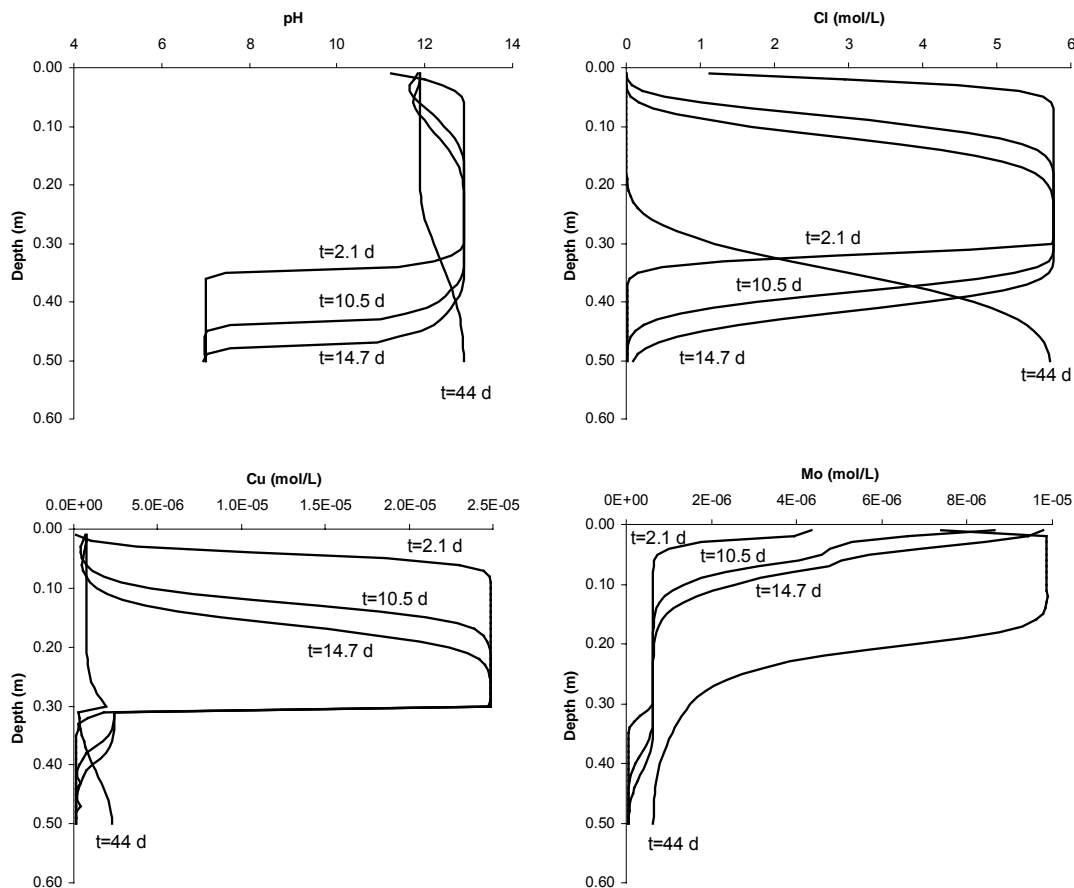 pH
4 6 8 10 12 14
0.00
0.10
0.20
0.30
0.40
0.50
0.60
Depth (m)
t=2.1 d
t=10.5 d
t=14.7 d
t=44 d
Cl (mol/L)
0 1 2 3 4 5 6
0.00
0.10
0.20
0.30
0.40
0.50
0.60
Depth (m)
t=2.1 d
t=10.5 d
t=14.7 d
t=44 d
Cu (mol/L)
0.0E+000 5.0E-06 1.0E-05 1.5E-05 2.0E-05 2.5E-05
0.00
0.10
0.20
0.30
0.40
0.50
0.60
Depth (m)
t=2.1 d
t=10.5 d
t=14.7 d
t=44 d
Mo (mol/L)
0E+00 2E-06 4E-06 6E-06 8E-06 1E-05
0.00
0.10
0.20
0.30
0.40
0.50
0.60
Depth (m)
t=2.1 d
t=10.5 d
t=14.7 d
t=44 d